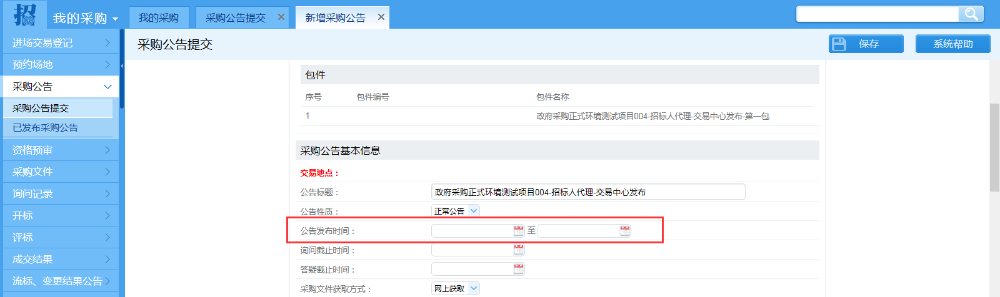 招
我的采购
我的采购
采购公告提交
新增采购公告
进场交易登记
预约场地
采购公告
采购公告提交
已发布采购公告
资格预审
采购文件
询问记录
开标
评标
成交结果
流标、变更结果公告
采购公告提交
保存
系统帮助
包件
序号 包件编号 包件名称
1 政府采购正式环境测试项目004-招标人代理-交易中心发布-第一包
采购公告基本信息
交易地点：
公告标题： 政府采购正式环境测试项目004-招标人代理-交易中心发布
公告性质： 正常公告
公告发布时间： 至
询问截止时间：
答疑截止时间：
采购文件获取方式： 网上获取